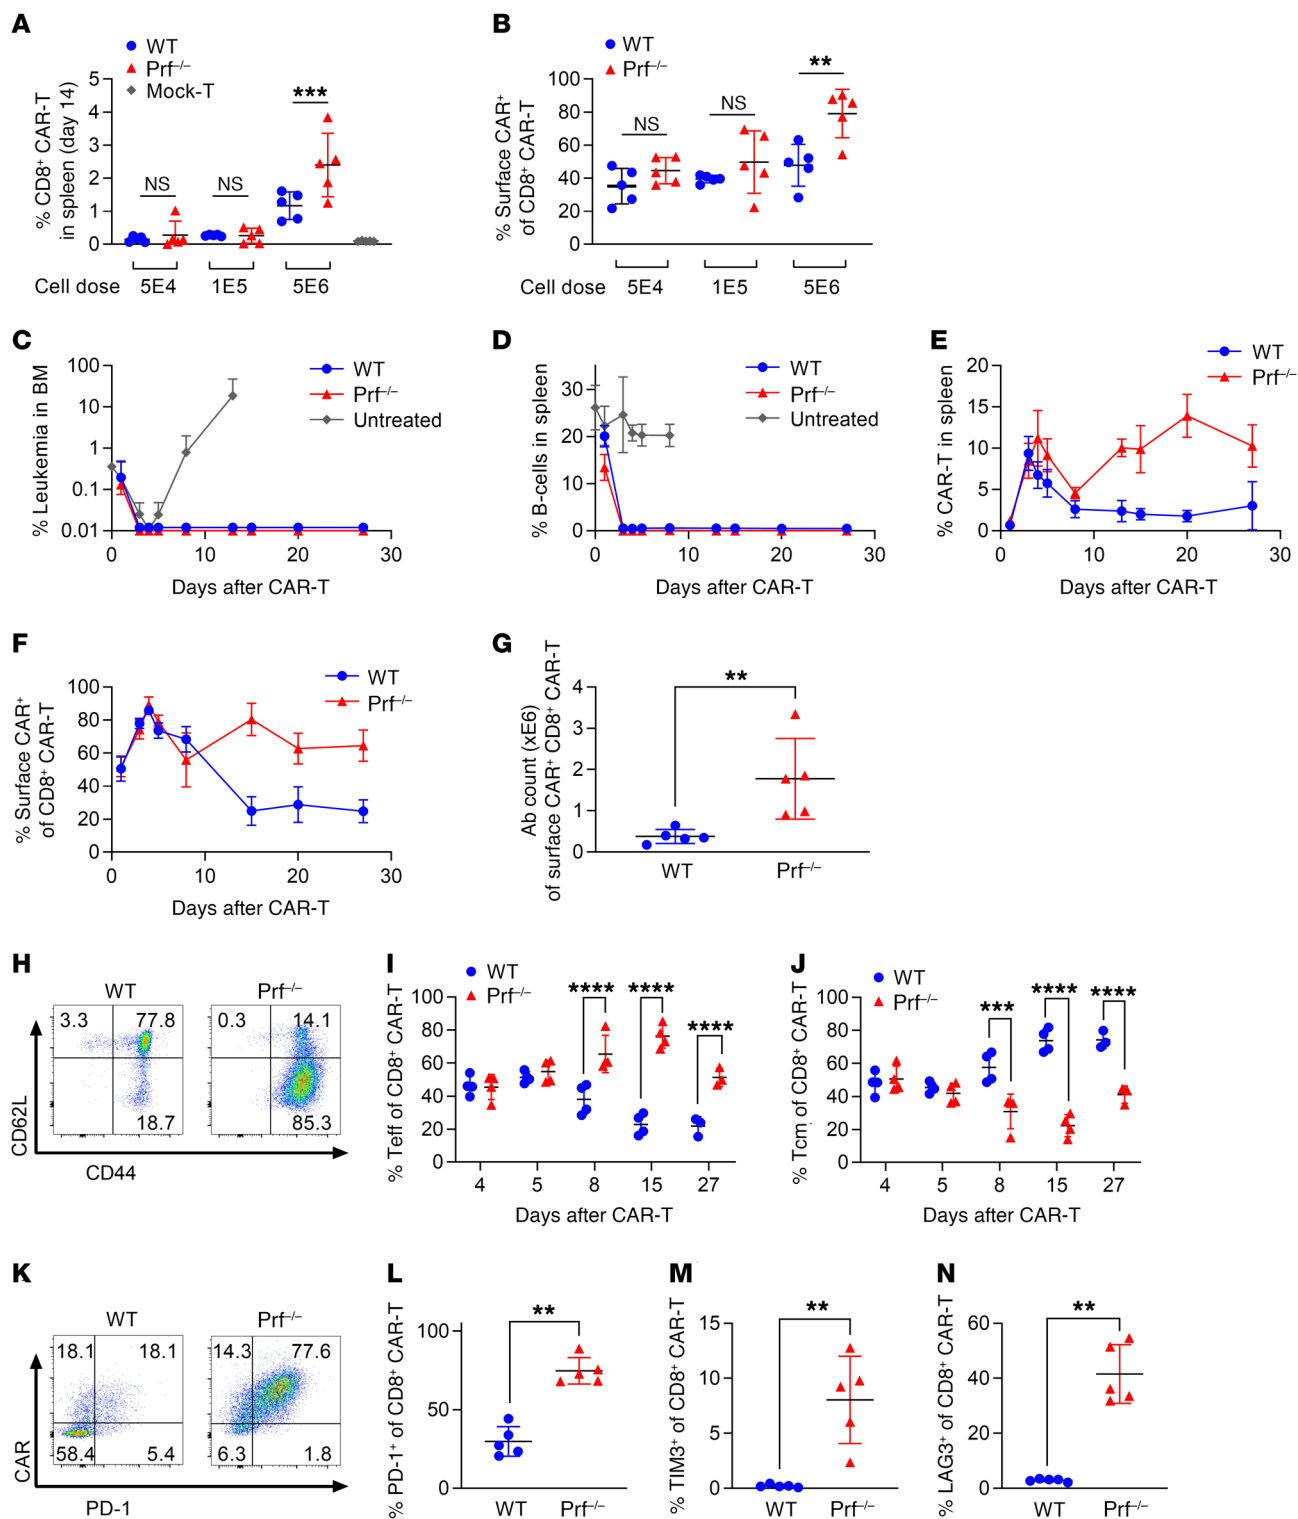 A
WT
Prf–/–
Mock-T
% CD8+ CAR-T
in spleen (day 14)
5
4
3
2
1
0
NS
NS
***
Cell dose
5E4
1E5
5E6
B
WT
Prf–/–
% Surface CAR+
of CD8+ CAR-T
100
80
60
40
20
0
NS
NS
**
Cell dose
5E4
1E5
5E6
C
WT
Prf–/–
Untreated
% Leukemia in BM
100
10
1
0.1
0.01
0
10
20
30
Days after CAR-T
D
WT
Prf–/–
Untreated
% B-cells in spleen
30
20
10
0
0
10
20
30
Days after CAR-T
E
WT
Prf–/–
% CAR-T in spleen
20
15
10
5
0
0
10
20
30
Days after CAR-T
F
WT
Prf–/–
% Surface CAR+
of CD8+ CAR-T
100
80
60
40
20
0
0
10
20
30
Days after CAR-T
G
Ab count (xE6)
of surface CAR+ CD8+ CAR-T
4
3
2
1
0
**
WT
Prf–/–
H
WT
Prf–/–
3.3
77.8
18.7
0.3
14.1
85.3
CD62L
CD44
I
WT
Prf–/–
% Teff of CD8+ CAR-T
100
80
60
40
20
0
****
****
****
4
5
8
15
27
Days after CAR-T
J
WT
Prf–/–
% Tcm of CD8+ CAR-T
100
80
60
40
20
0
***
****
****
4
5
8
15
27
Days after CAR-T
K
WT
Prf–/–
18.1
18.1
58.4
5.4
14.3
77.6
6.3
1.8
CAR
PD-1
L
% PD-1+ of CD8+ CAR-T
100
50
0
**
WT
Prf–/–
M
% TIM3+ of CD8+ CAR-T
15
10
5
0
**
WT
Prf–/–
N
% LAG3+ of CD8+ CAR-T
60
40
20
0
**
WT
Prf–/–